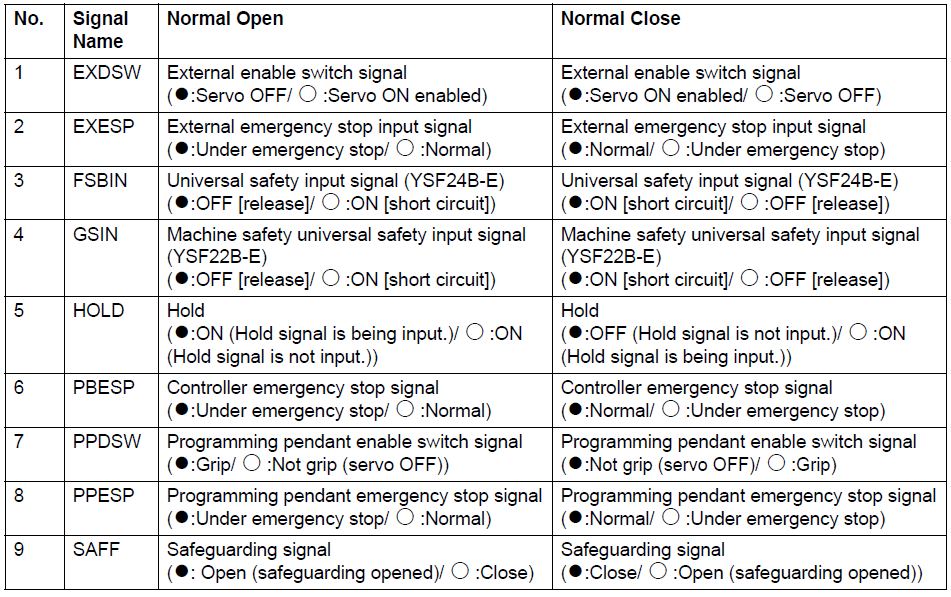 No. Signal Name Normal Open Normal Close
1 EXDSW External enable switch signal External enable switch signal
(●:Servo OFF/ ○ :Servo ON enabled) (●:Servo ON enabled/ ○ :Servo OFF)
2 EXESP External emergency stop input signal External emergency stop input signal
(●:Under emergency stop/ ○ :Normal) (●:Normal/ ○ :Under emergency stop)
3 FSBIN Universal safety input signal (YSF24B-E) Universal safety input signal (YSF24B-E)
(●:OFF [release]/ ○ :ON [short circuit]) (●:ON [short circuit]/ ○ :OFF [release])
4 GSIN Machine safety universal safety input signal Machine safety universal safety input signal
(YSF22B-E) (YSF22B-E)
(●:OFF [release]/ ○ :ON [short circuit]) (●:ON [short circuit]/ ○ :OFF [release])
5 HOLD Hold Hold
(●:ON (Hold signal is being input.)/ ○ :ON (●:OFF (Hold signal is not input.)/ ○ :ON
(Hold signal is not input.)) (Hold signal is being input.))
6 PBESP Controller emergency stop signal Controller emergency stop signal
(●:Under emergency stop/ ○ :Normal) (●:Normal/ ○ :Under emergency stop)
7 PPDSW Programming pendant enable switch signal Programming pendant enable switch signal
(●:Grip/ ○ :Not grip (servo OFF)) (●:Not grip (servo OFF)/ ○ :Grip)
8 PPESP Programming pendant emergency stop signal Programming pendant emergency stop signal
(●:Under emergency stop/ ○ :Normal) (●:Normal/ ○ :Under emergency stop)
9 SAFF Safeguarding signal Safeguarding signal
(●: Open (safeguarding opened)/ ○ :Close) (●:Close/ ○ :Open (safeguarding opened))